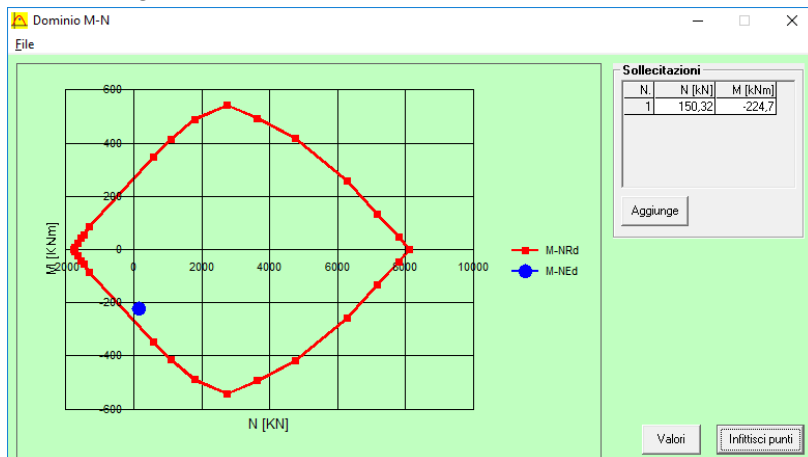 Dominio M-N
File
600
400
200
0
-200
-400
-600
M [KNm]
-2000
0
2000
4000
6000
8000
10000
N [KN]
M-NRd
M-NEd
Sollecitazioni
N. N [kN] M [kNm]
1 150,32 -224,7
Aggiunge
Valori
Infittisci punti